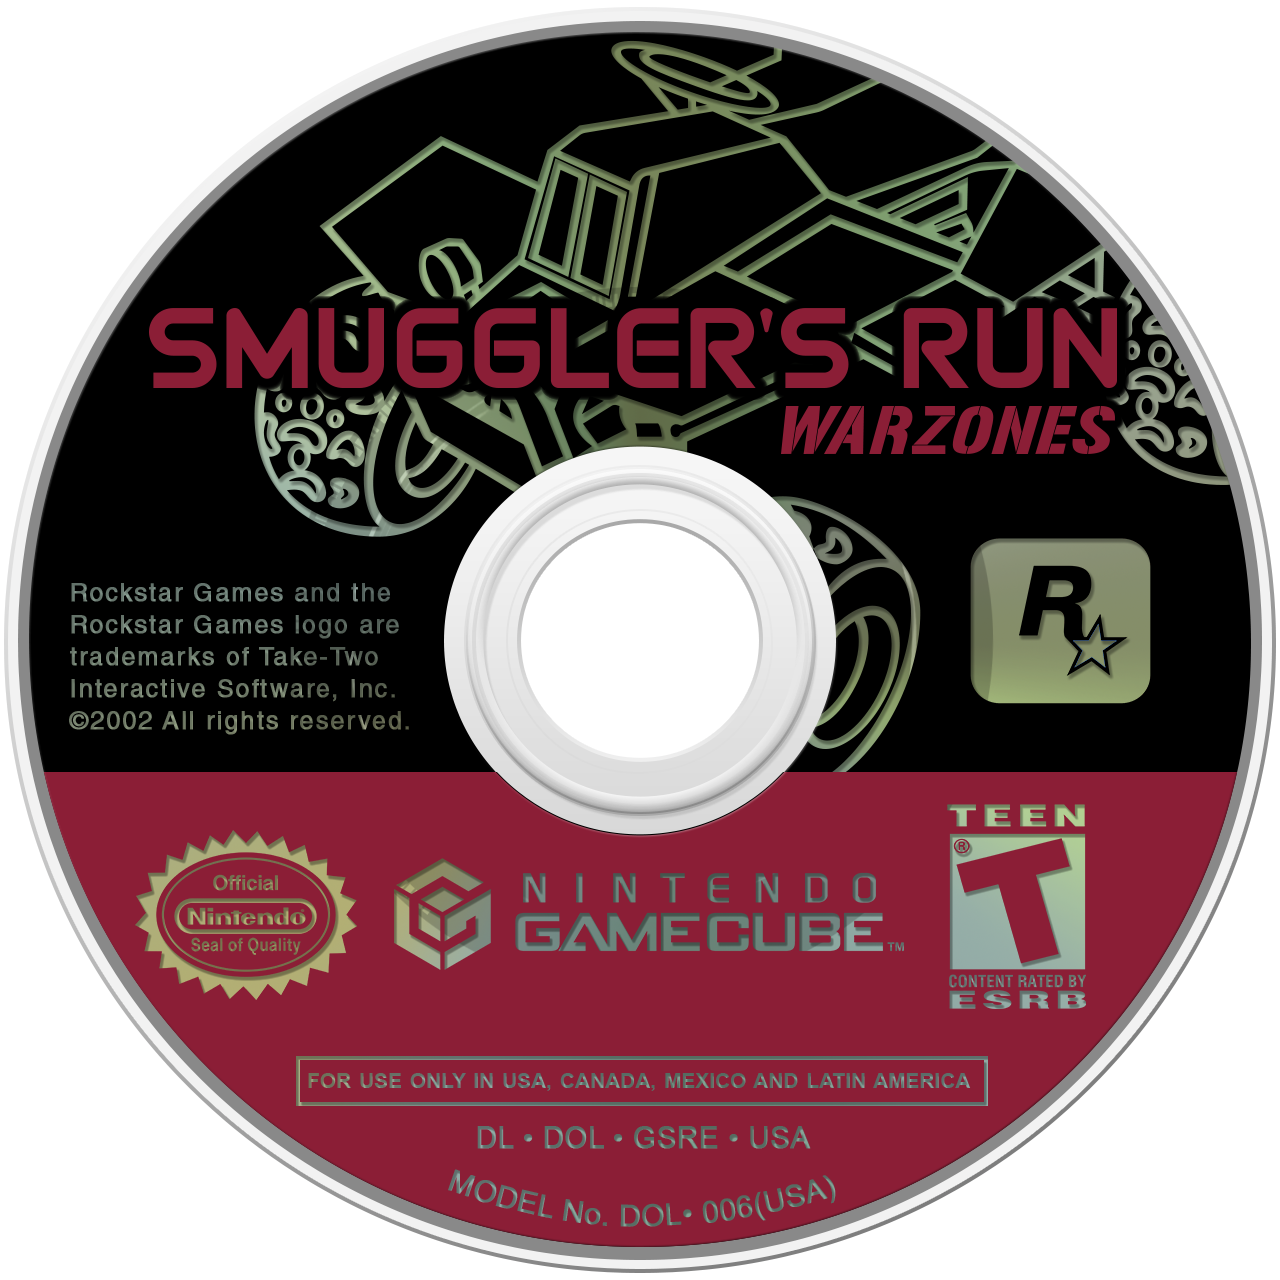 SMUGGLER'S RUN
WARZONES
R
Rockstar Games and the
Rockstar Games logo are
trademarks of Take-Two
Interactive Software, Inc.
©2002 All rights reserved.
TEEN
®
T
CONTENT RATED BY
ESRB
Official
Nintendo®
Seal of Quality
NINTENDO
GAMECUBE™
FOR USE ONLY IN USA, CANADA, MEXICO AND LATIN AMERICA
DL • DOL • GSRE • USA
MODEL No. DOL• 006(USA)